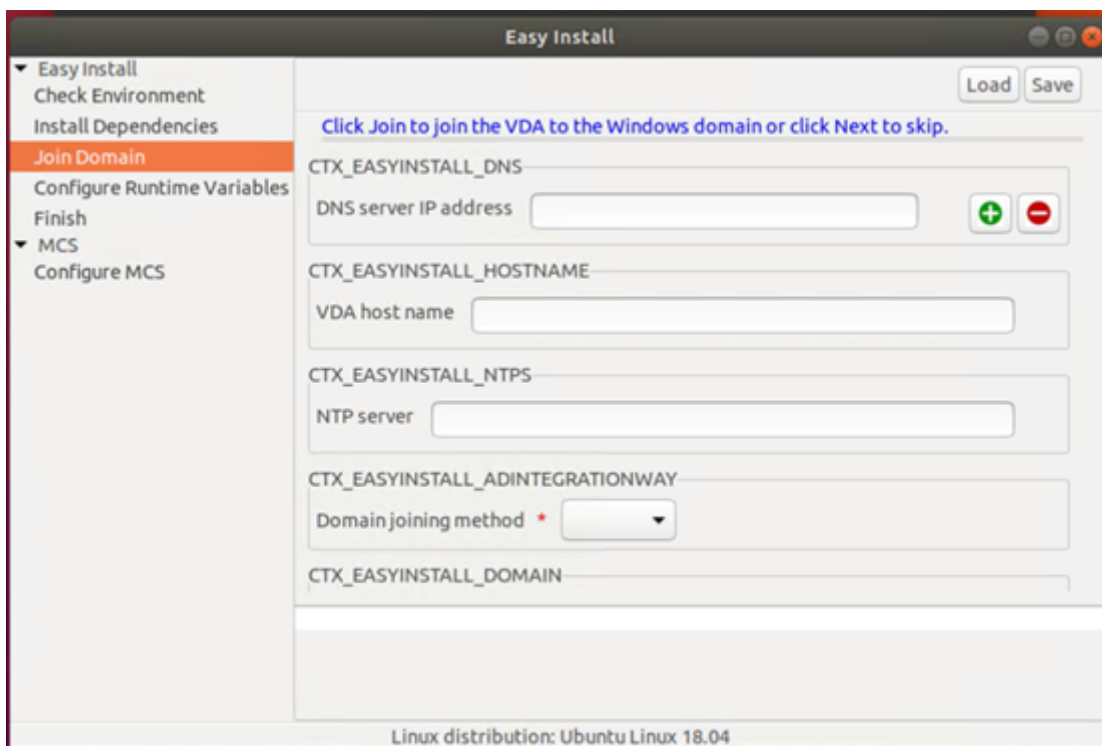 Easy Install
Easy Install
Check Environment
Install Dependencies
Join Domain
Configure Runtime Variables
Finish
MCS
Configure MCS
Load Save
Click Join to join the VDA to the Windows domain or click Next to skip.
CTX_EASYINSTALL_DNS
DNS server IP address
CTX_EASYINSTALL_HOSTNAME
VDA host name
CTX_EASYINSTALL_NTPS
NTP server
CTX_EASYINSTALL_ADINTEGRATIONWAY
Domain joining method *
CTX_EASYINSTALL_DOMAIN
Linux distribution: Ubuntu Linux 18.04